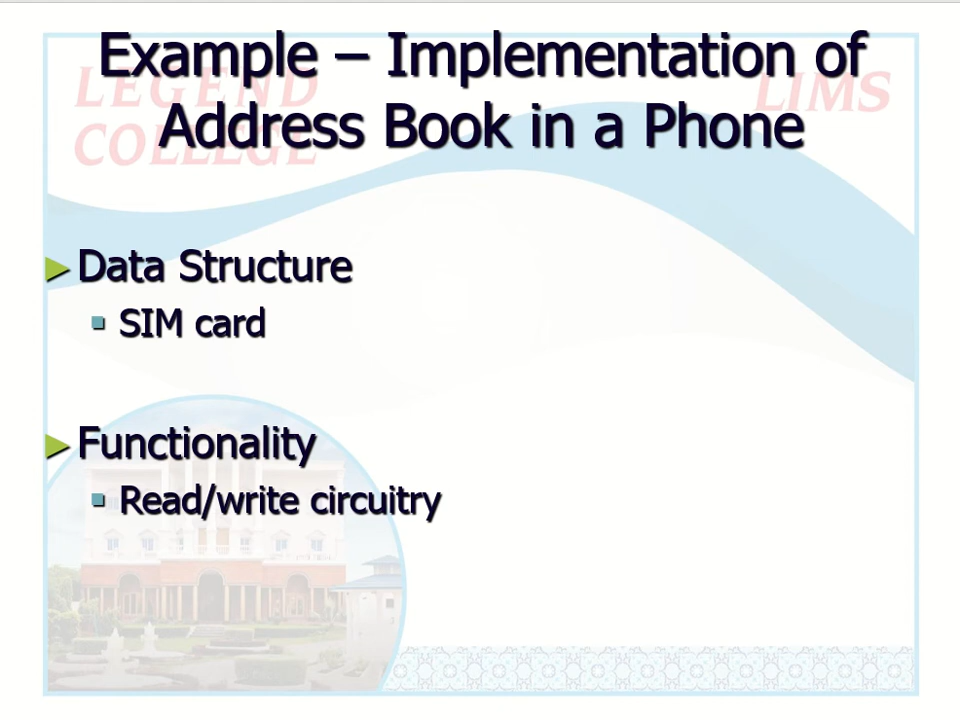 Example – Implementation of
Address Book in a Phone
LEGEND
COLLEGE
LIMS
► Data Structure
▪ SIM card
► Functionality
▪ Read/write circuitry